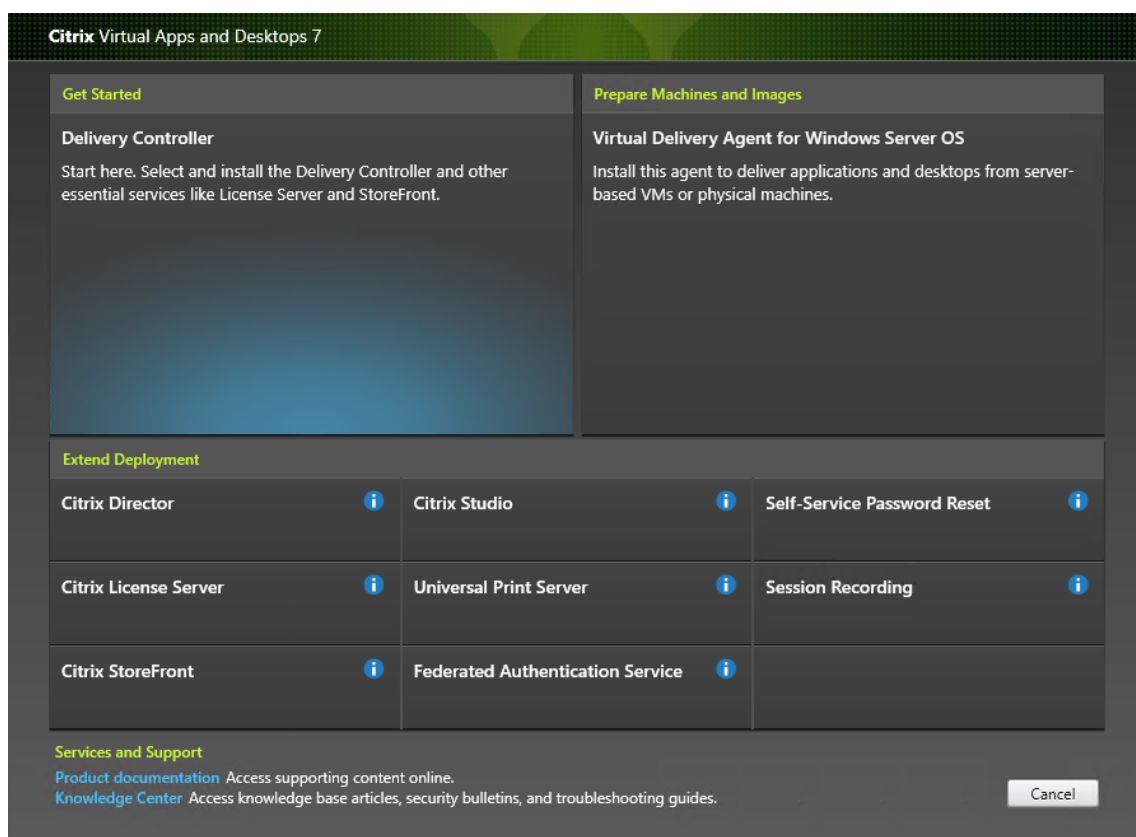 Citrix Virtual Apps and Desktops 7
Get Started
Delivery Controller
Start here. Select and install the Delivery Controller and other
essential services like License Server and StoreFront.
Prepare Machines and Images
Virtual Delivery Agent for Windows Server OS
Install this agent to deliver applications and desktops from server-
based VMs or physical machines.
Extend Deployment
Citrix Director
Citrix Studio
Self-Service Password Reset
Citrix License Server
Universal Print Server
Session Recording
Citrix StoreFront
Federated Authentication Service
Services and Support
Product documentation Access supporting content online.
Knowledge Center Access knowledge base articles, security bulletins, and troubleshooting guides.
Cancel